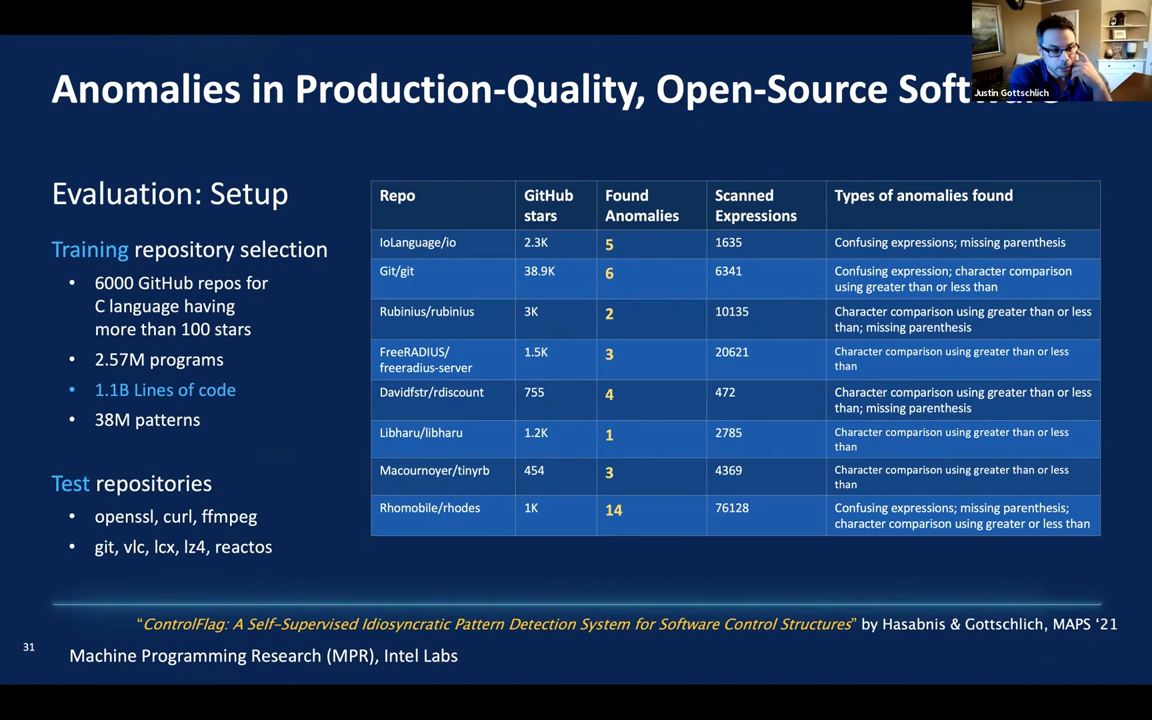 Anomalies in Production-Quality, Open-Source Software
Justin Gottschlich
Evaluation: Setup
Training repository selection
• 6000 GitHub repos for
C language having
more than 100 stars
• 2.57M programs
• 1.1B Lines of code
• 38M patterns
Test repositories
• openssl, curl, ffmpeg
• git, vlc, lcx, lz4, reactos
Repo GitHub stars Found Anomalies Scanned Expressions Types of anomalies found
IoLanguage/io 2.3K 5 1635 Confusing expressions; missing parenthesis
Git/git 38.9K 6 6341 Confusing expression; character comparison
using greater than or less than
Rubinius/rubinius 3K 2 10135 Character comparison using greater than or less
than; missing parenthesis
FreeRADIUS/ 1.5K 3 20621 Character comparison using greater than or less
freeradius-server than
Davidfstr/rdiscount 755 4 472 Character comparison using greater than or less
than; missing parenthesis
Libharu/libharu 1.2K 1 2785 Character comparison using greater than or less
than
Macournoyer/tinyrb 454 3 4369 Character comparison using greater than or less
than
Rhomobile/rhodes 1K 14 76128 Confusing expressions; missing parenthesis;
character comparison using greater or less than
"ControlFlag: A Self-Supervised Idiosyncratic Pattern Detection System for Software Control Structures" by Hasabnis & Gottschlich, MAPS '21
31
Machine Programming Research (MPR), Intel Labs